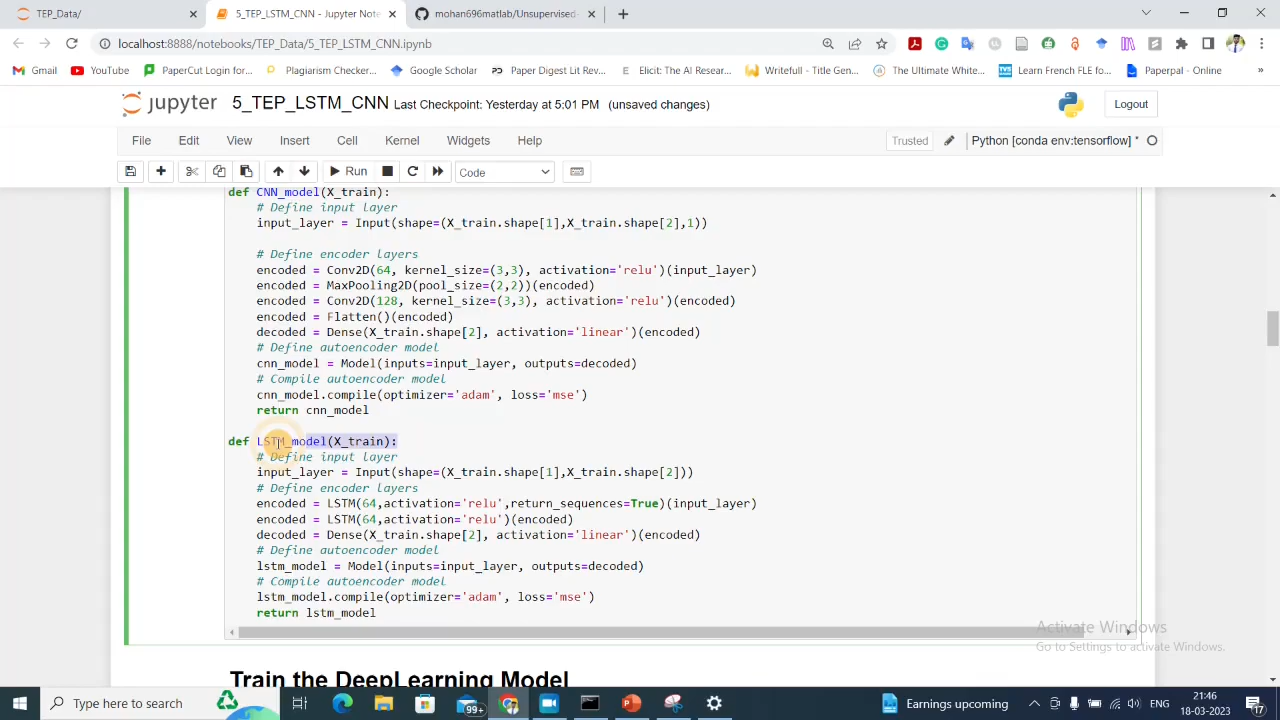 TEP_Data/
5_TEP_LSTM_CNN - Jupyter Note
mohan696matlab/Unsupervised-
localhost:8888/notebooks/TEP_Data/5_TEP_LSTM_CNN.ipynb
Gmail
YouTube
PaperCut Login for...
Plagiarism Checker...
Google Scholar
Paper Digest Lit Rev...
Elicit: The AI Resear...
Writefull - Title Gen...
The Ultimate White...
Learn French FLE fo...
Paperpal - Online
jupyter
5_TEP_LSTM_CNN
Last Checkpoint: Yesterday at 5:01 PM (unsaved changes)
Logout
File
Edit
View
Insert
Cell
Kernel
Widgets
Help
Trusted
Python [conda env:tensorflow] *
Run
Code
def CNN_model(X_train):
# Define input layer
input_layer = Input(shape=(X_train.shape[1],X_train.shape[2],1))
# Define encoder layers
encoded = Conv2D(64, kernel_size=(3,3), activation='relu')(input_layer)
encoded = MaxPooling2D(pool_size=(2,2))(encoded)
encoded = Conv2D(128, kernel_size=(3,3), activation='relu')(encoded)
encoded = Flatten()(encoded)
decoded = Dense(X_train.shape[2], activation='linear')(encoded)
# Define autoencoder model
cnn_model = Model(inputs=input_layer, outputs=decoded)
# Compile autoencoder model
cnn_model.compile(optimizer='adam', loss='mse')
return cnn_model
def LSTM_model(X_train):
# Define input layer
input_layer = Input(shape=(X_train.shape[1],X_train.shape[2]))
# Define encoder layers
encoded = LSTM(64,activation='relu',return_sequences=True)(input_layer)
encoded = LSTM(64,activation='relu')(encoded)
decoded = Dense(X_train.shape[2], activation='linear')(encoded)
# Define autoencoder model
lstm_model = Model(inputs=input_layer, outputs=decoded)
# Compile autoencoder model
lstm_model.compile(optimizer='adam', loss='mse')
return lstm_model
Activate Windows
Go to Settings to activate Windows.
Train the DeepLearning Model
Type here to search
99+
Earnings upcoming
ENG
21:46
18-03-2023
17